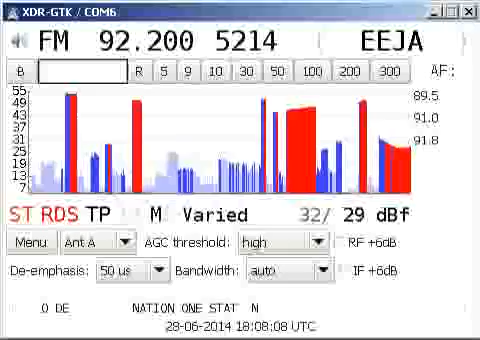 XDR-GTK / COM6
FM 92.200 5214 ( EEJA )
B R 5 9 10 30 50 100 200 300 AF:
55
49
43
37
31
25
19
13
7
89.5
91.0
91.8
ST RDS TP M Varied 32/ 29 dBf
Menu Ant A AGC threshold: high RF +6dB
De-emphasis: 50 us Bandwidth: auto IF +6dB
0 DE NATION ONE STAT N
28-06-2014 18:08:08 UTC